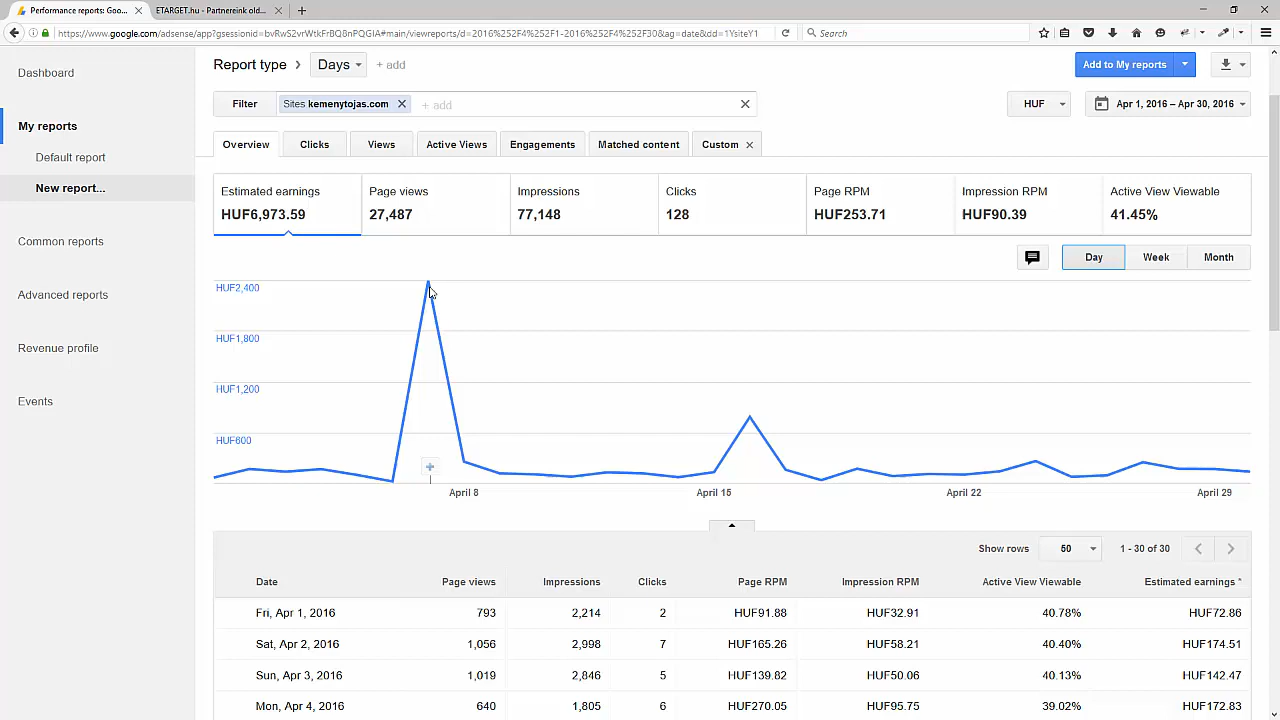 Performance reports: Goo...
ETARGET.hu - Partnereink old...
https://www.google.com/adsense/app?gsessionid=bvRwS2vrWtkFrBQ8nPQGIA#main/viewreports/d=2016%252F4%252F1-2016%252F4%252F30&ag=date&dd=1YsiteY1
Search
Dashboard
My reports
Default report
New report...
Common reports
Advanced reports
Revenue profile
Events
Report type
Days
+ add
Add to My reports
Filter
Sites kemenytojas.com
+ add
HUF
Apr 1, 2016 – Apr 30, 2016
Overview
Clicks
Views
Active Views
Engagements
Matched content
Custom
Estimated earnings
HUF6,973.59
Page views
27,487
Impressions
77,148
Clicks
128
Page RPM
HUF253.71
Impression RPM
HUF90.39
Active View Viewable
41.45%
Day
Week
Month
HUF2,400
HUF1,800
HUF1,200
HUF600
April 8
April 15
April 22
April 29
Show rows
50
1 - 30 of 30
Date Page views Impressions Clicks Page RPM Impression RPM Active View Viewable Estimated earnings *
Fri, Apr 1, 2016 793 2,214 2 HUF91.88 HUF32.91 40.78% HUF72.86
Sat, Apr 2, 2016 1,056 2,998 7 HUF165.26 HUF58.21 40.40% HUF174.51
Sun, Apr 3, 2016 1,019 2,846 5 HUF139.82 HUF50.06 40.13% HUF142.47
Mon, Apr 4, 2016 640 1,805 6 HUF270.05 HUF95.75 39.02% HUF172.83